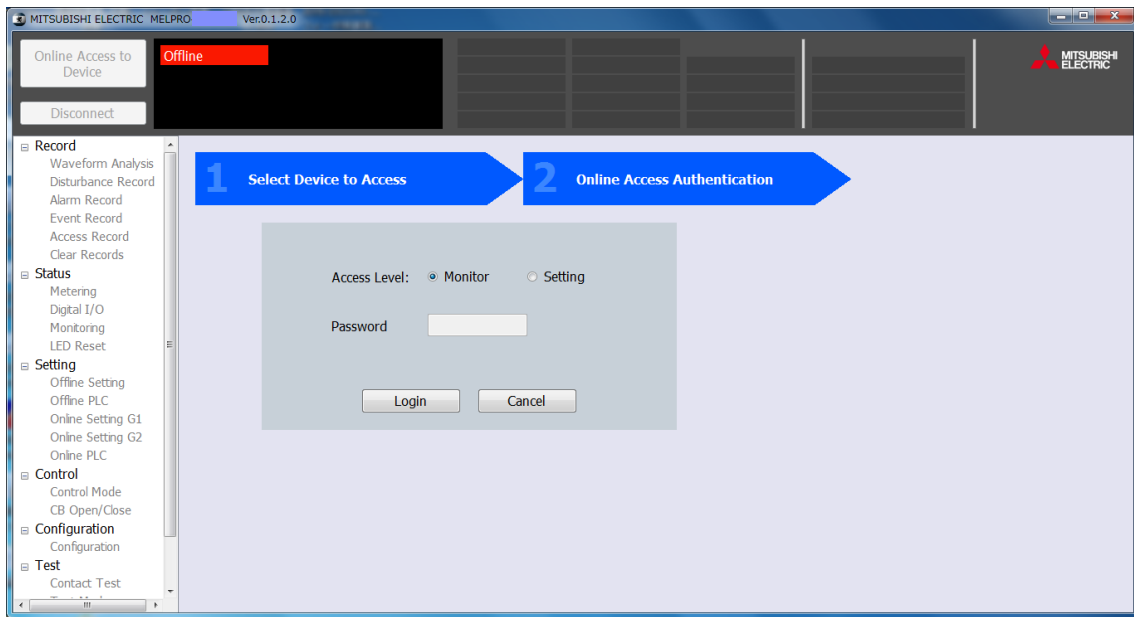 MITSUBISHI ELECTRIC MELPRO Ver.0.1.2.0
Online Access to
Device
Offline
MITSUBISHI
ELECTRIC
Disconnect
Record
Waveform Analysis
Disturbance Record
Alarm Record
Event Record
Access Record
Clear Records
Status
Metering
Digital I/O
Monitoring
LED Reset
Setting
Offline Setting
Offline PLC
Online Setting G1
Online Setting G2
Online PLC
Control
Control Mode
CB Open/Close
Configuration
Configuration
Test
Contact Test
1 Select Device to Access
2 Online Access Authentication
Access Level: Monitor Setting
Password
Login Cancel